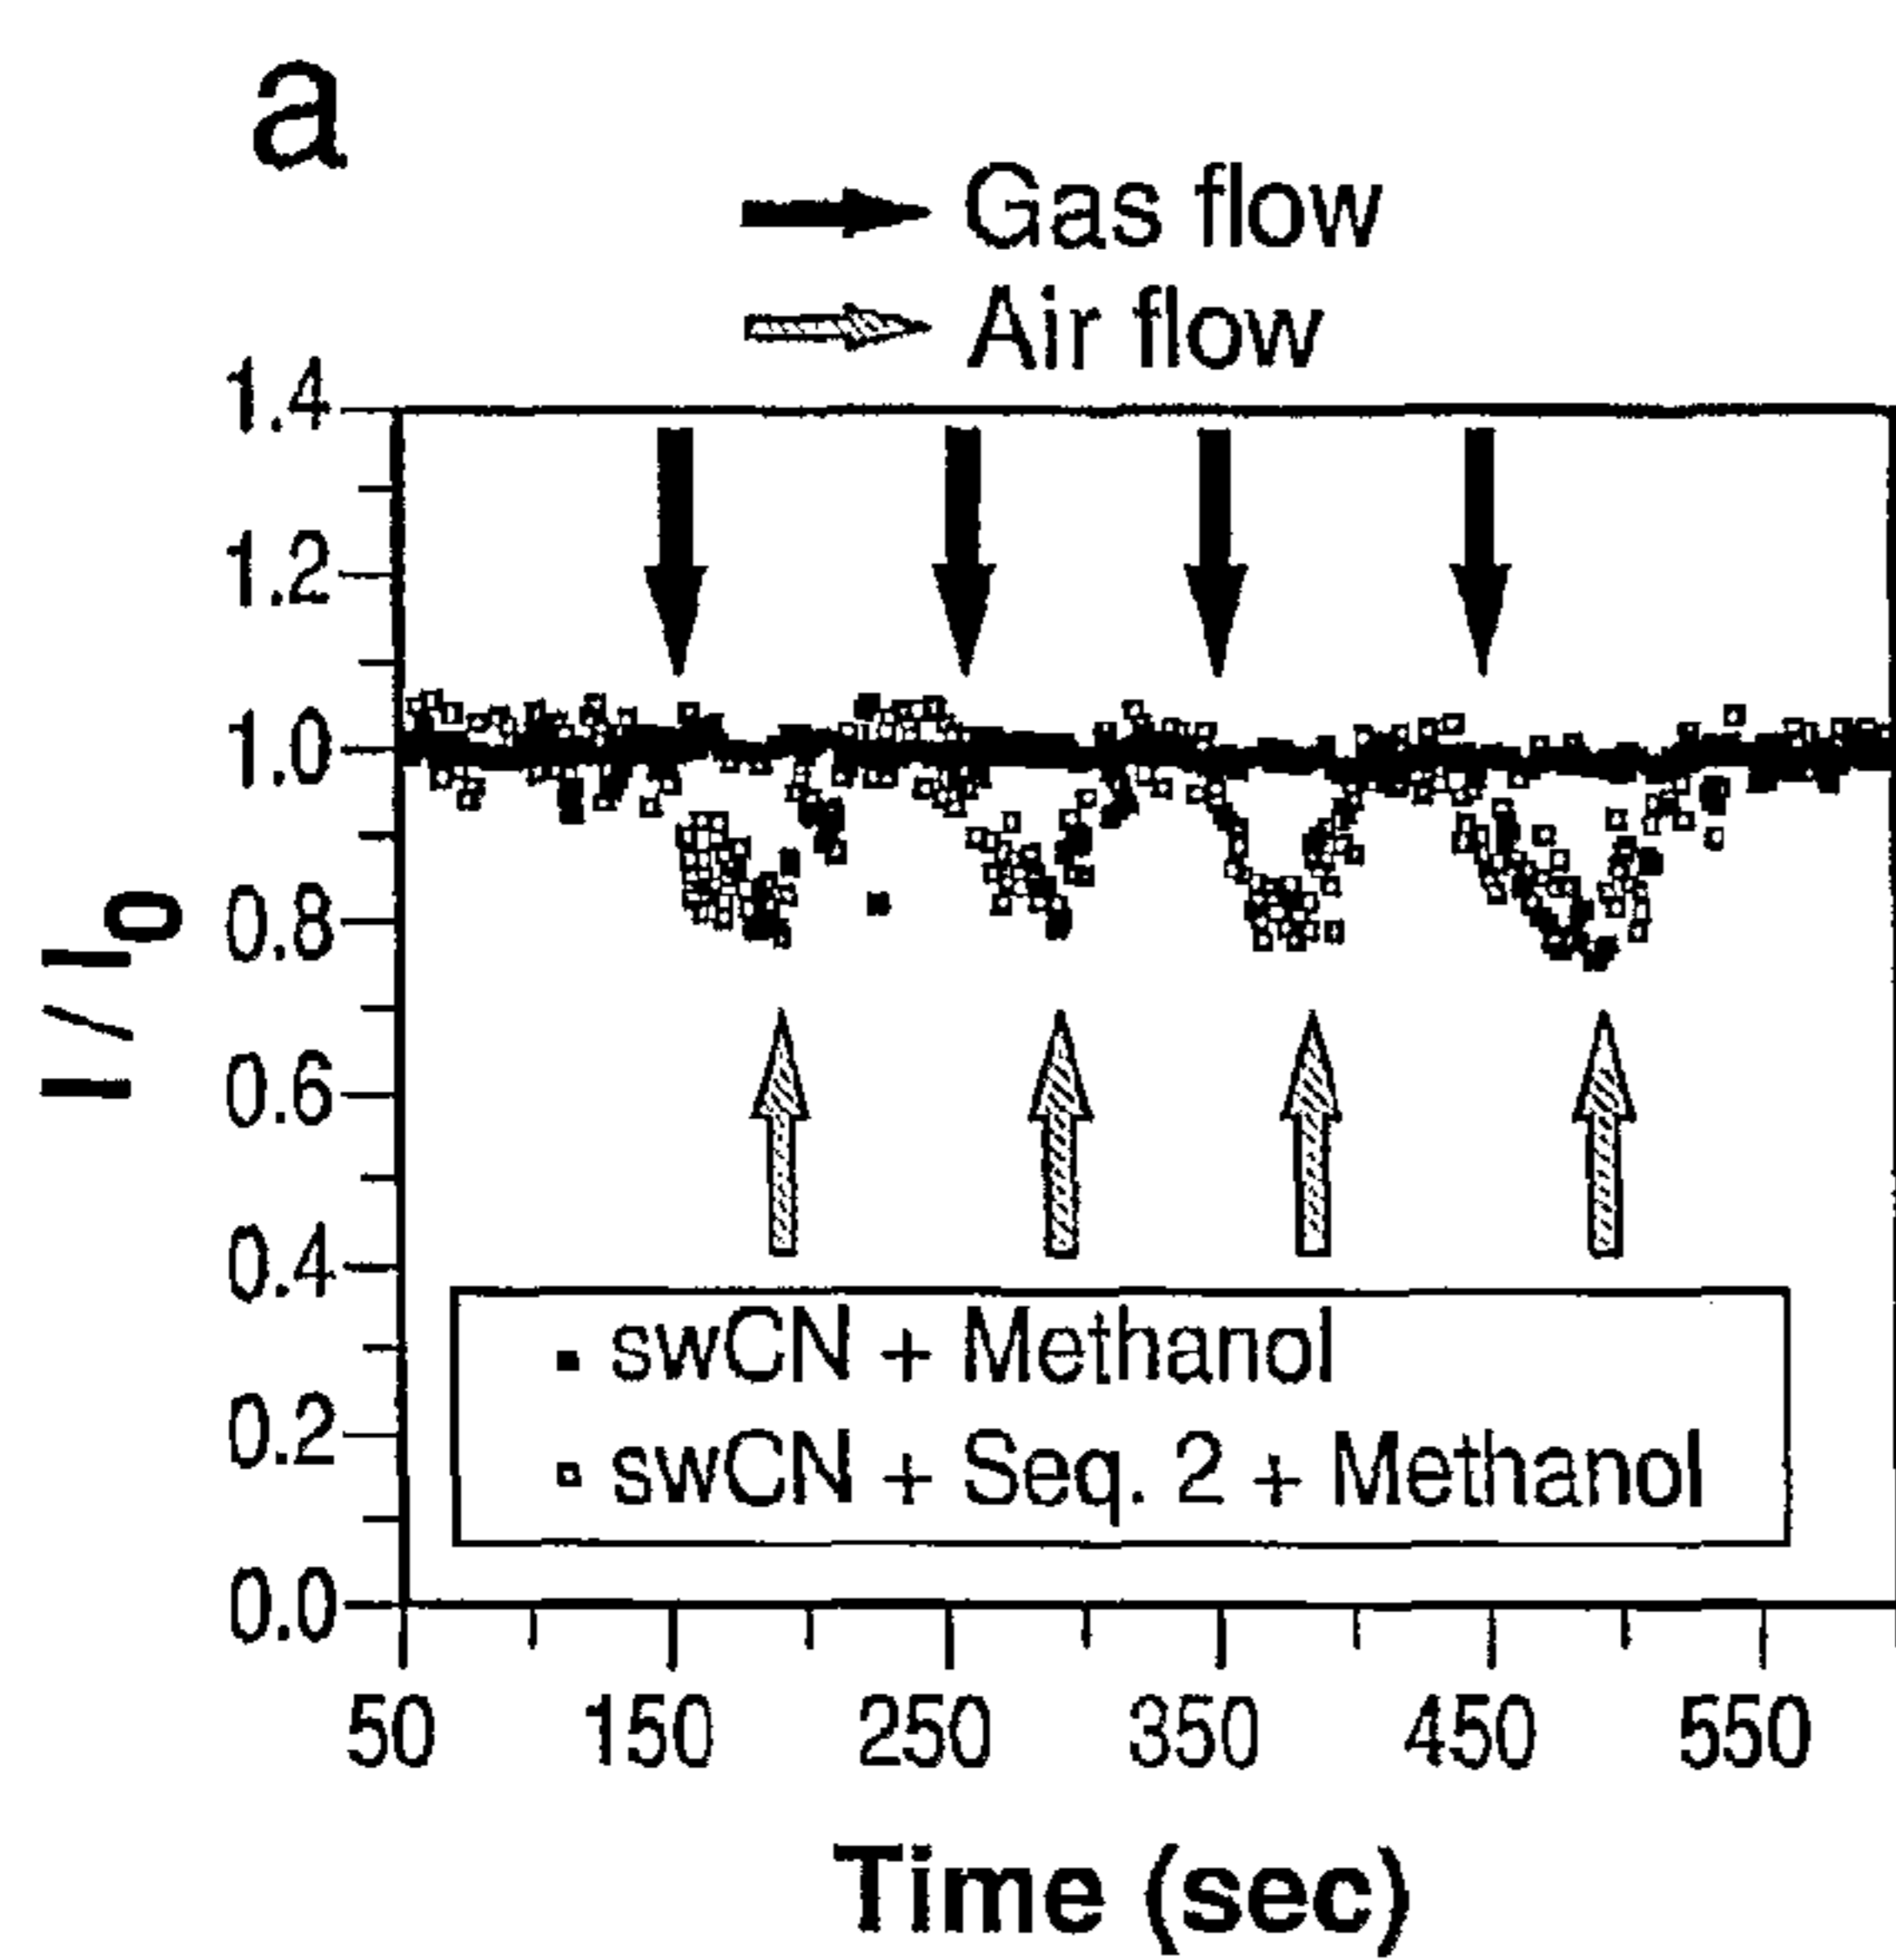 a
Gas flow
Air flow
1.4
1.2
1.0
0.8
0.6
0.4
0.2
0.0
I / I0
swCN + Methanol
swCN + Seq. 2 + Methanol
50 150 250 350 450 550
Time (sec)